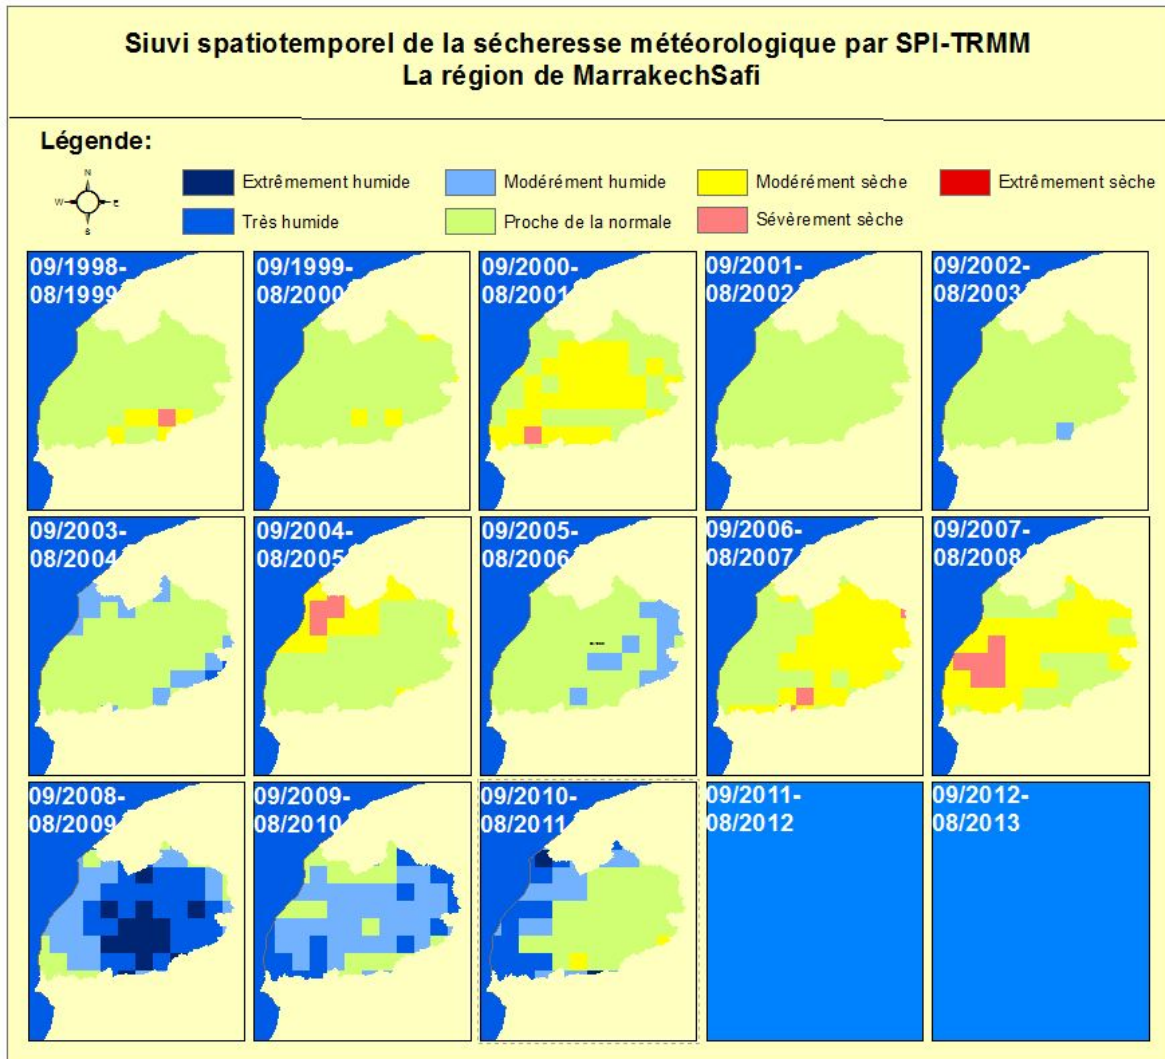 Siuvi spatiotemporel de la sécheresse météorologique par SPI-TRMM
La région de MarrakechSafi
Légende:
N
W
E
S
Extrêmement humide
Modérément humide
Modérément sèche
Extrêmement sèche
Très humide
Proche de la normale
Sévèrement sèche
09/1998-
08/1999
09/1999-
08/2000
09/2000-
08/2001
09/2001-
08/2002
09/2002-
08/2003
09/2003-
08/2004
09/2004-
08/2005
09/2005-
08/2006
09/2006-
08/2007
09/2007-
08/2008
09/2008-
08/2009
09/2009-
08/2010
09/2010-
08/2011
09/2011-
08/2012
09/2012-
08/2013